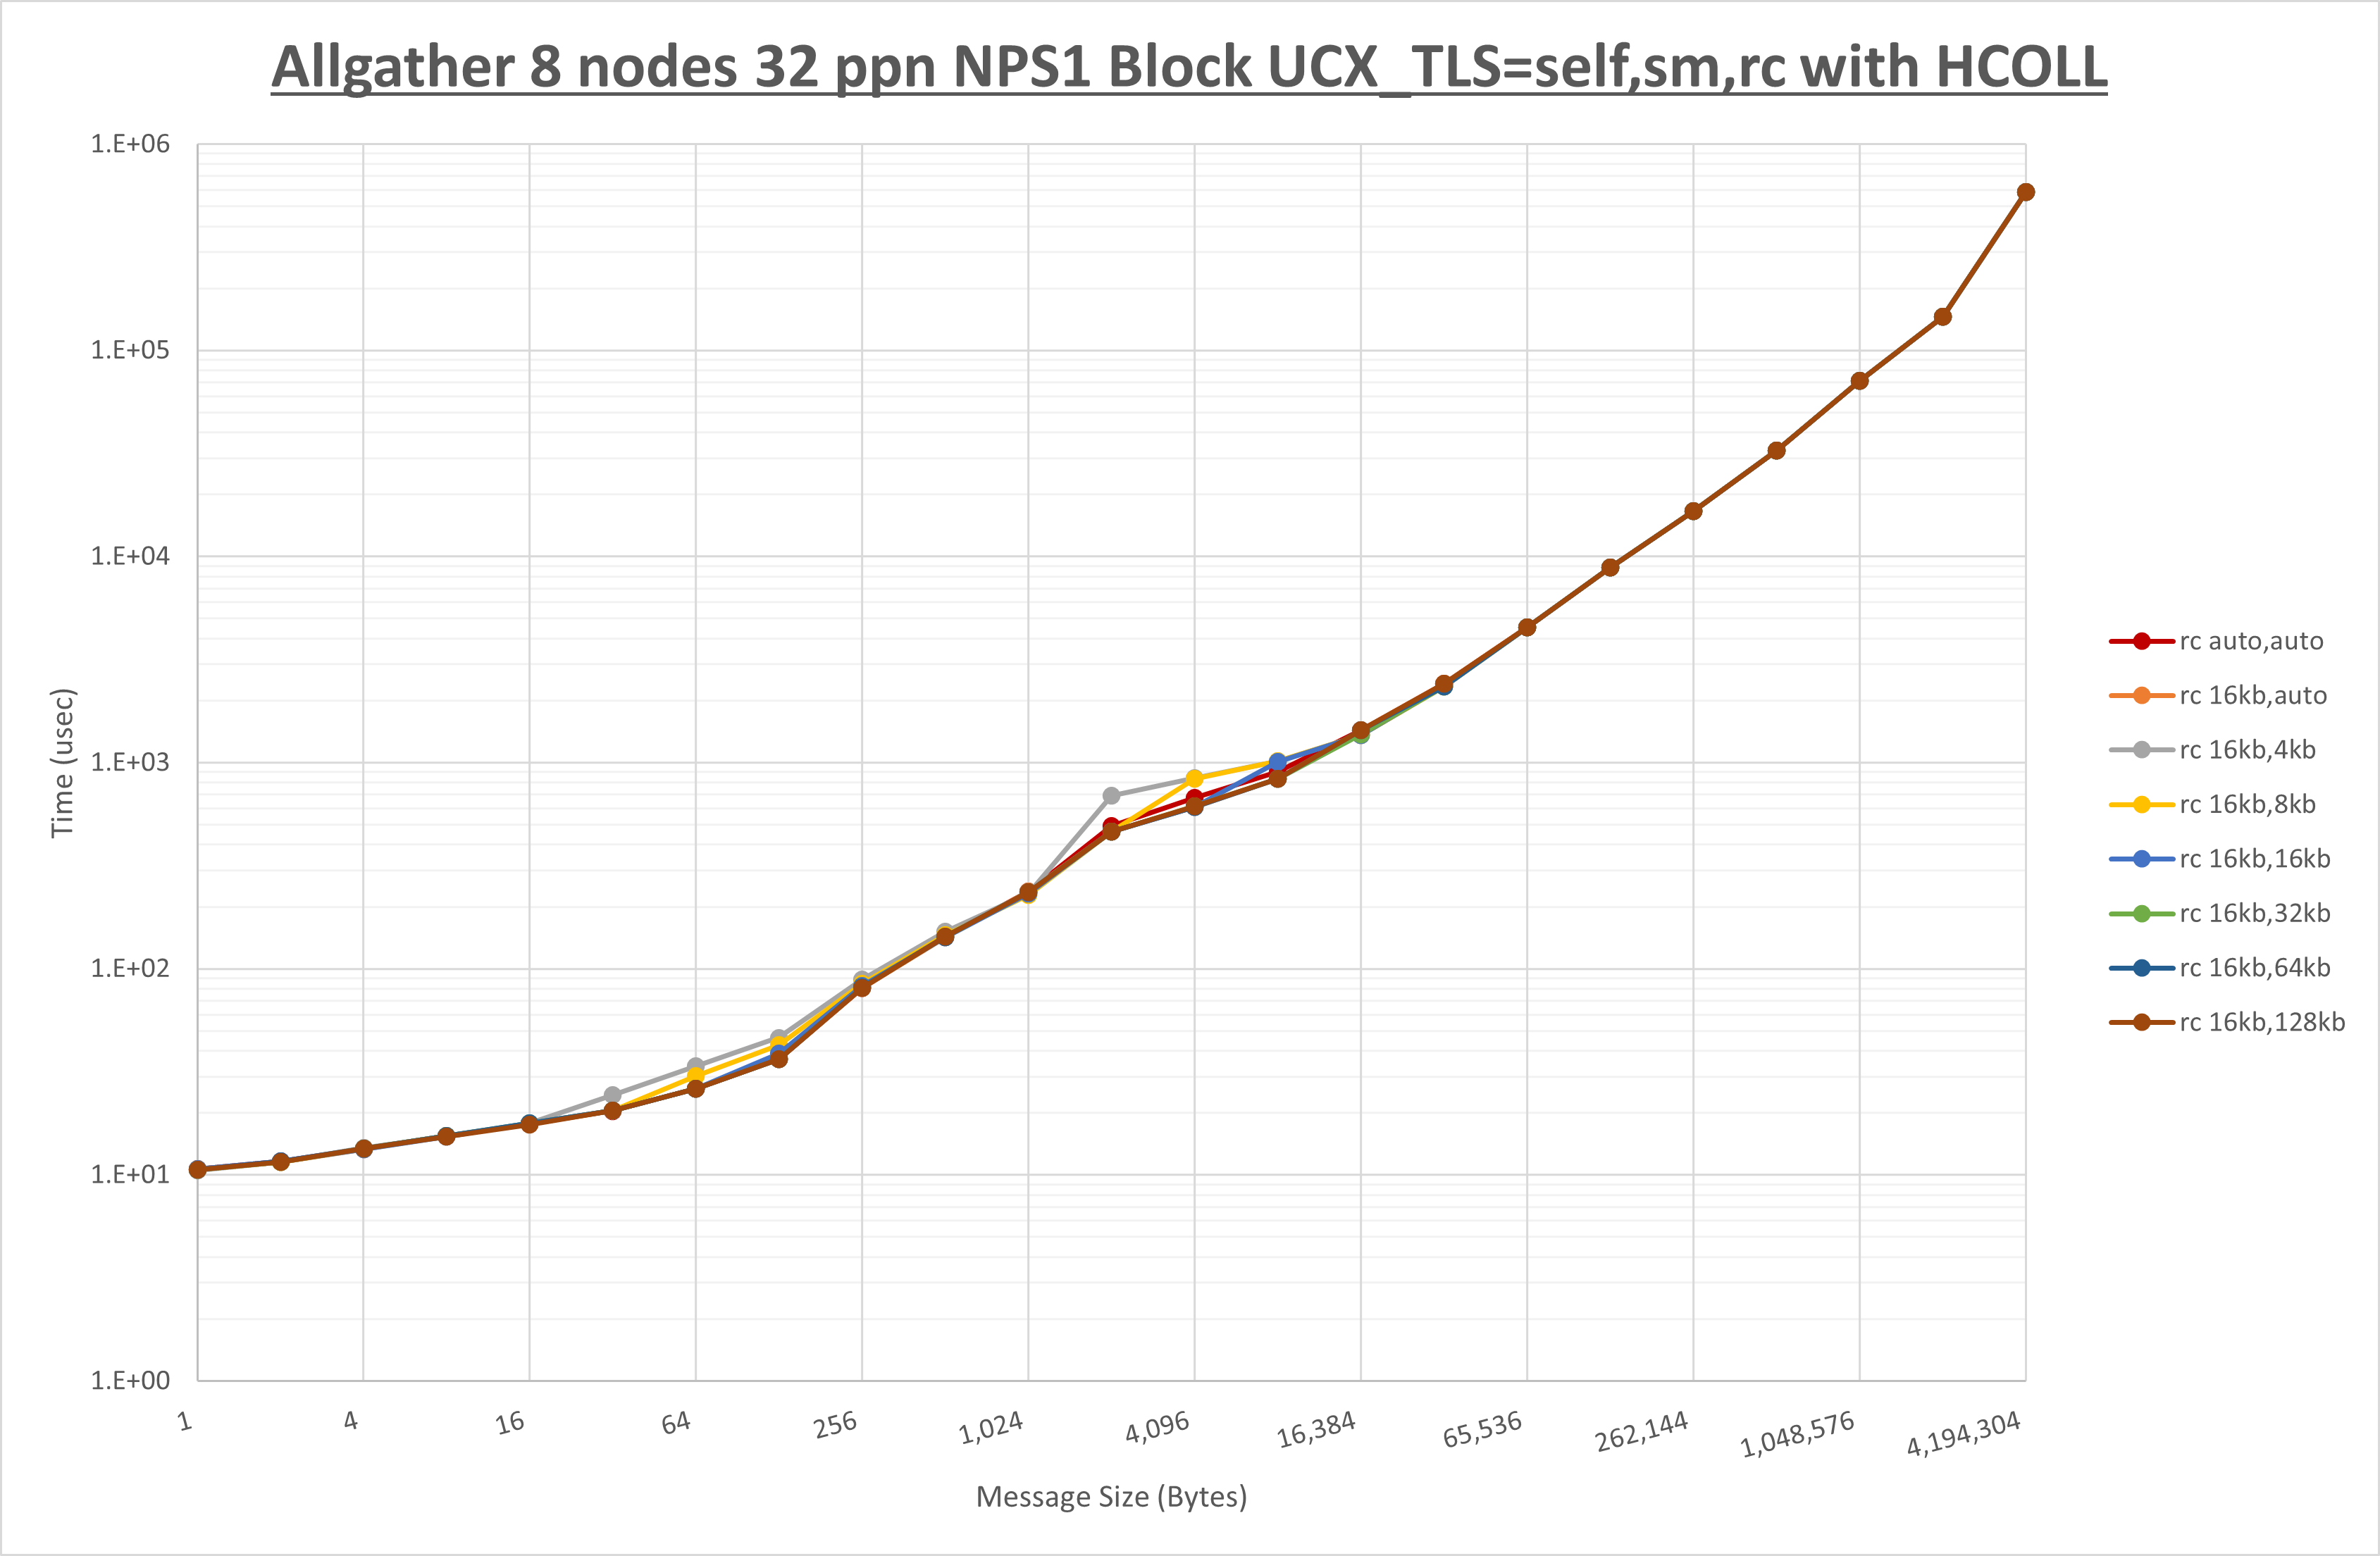 Allgather 8 nodes 32 ppn NPS1 Block UCX_TLS=self,sm,rc with HCOLL
1.E+06
1.E+05
1.E+04
1.E+03
1.E+02
1.E+01
1.E+00
Time (usec)
1
4
16
64
256
1,024
4,096
16,384
65,536
262,144
1,048,576
4,194,304
Message Size (Bytes)
rc auto,auto
rc 16kb,auto
rc 16kb,4kb
rc 16kb,8kb
rc 16kb,16kb
rc 16kb,32kb
rc 16kb,64kb
rc 16kb,128kb